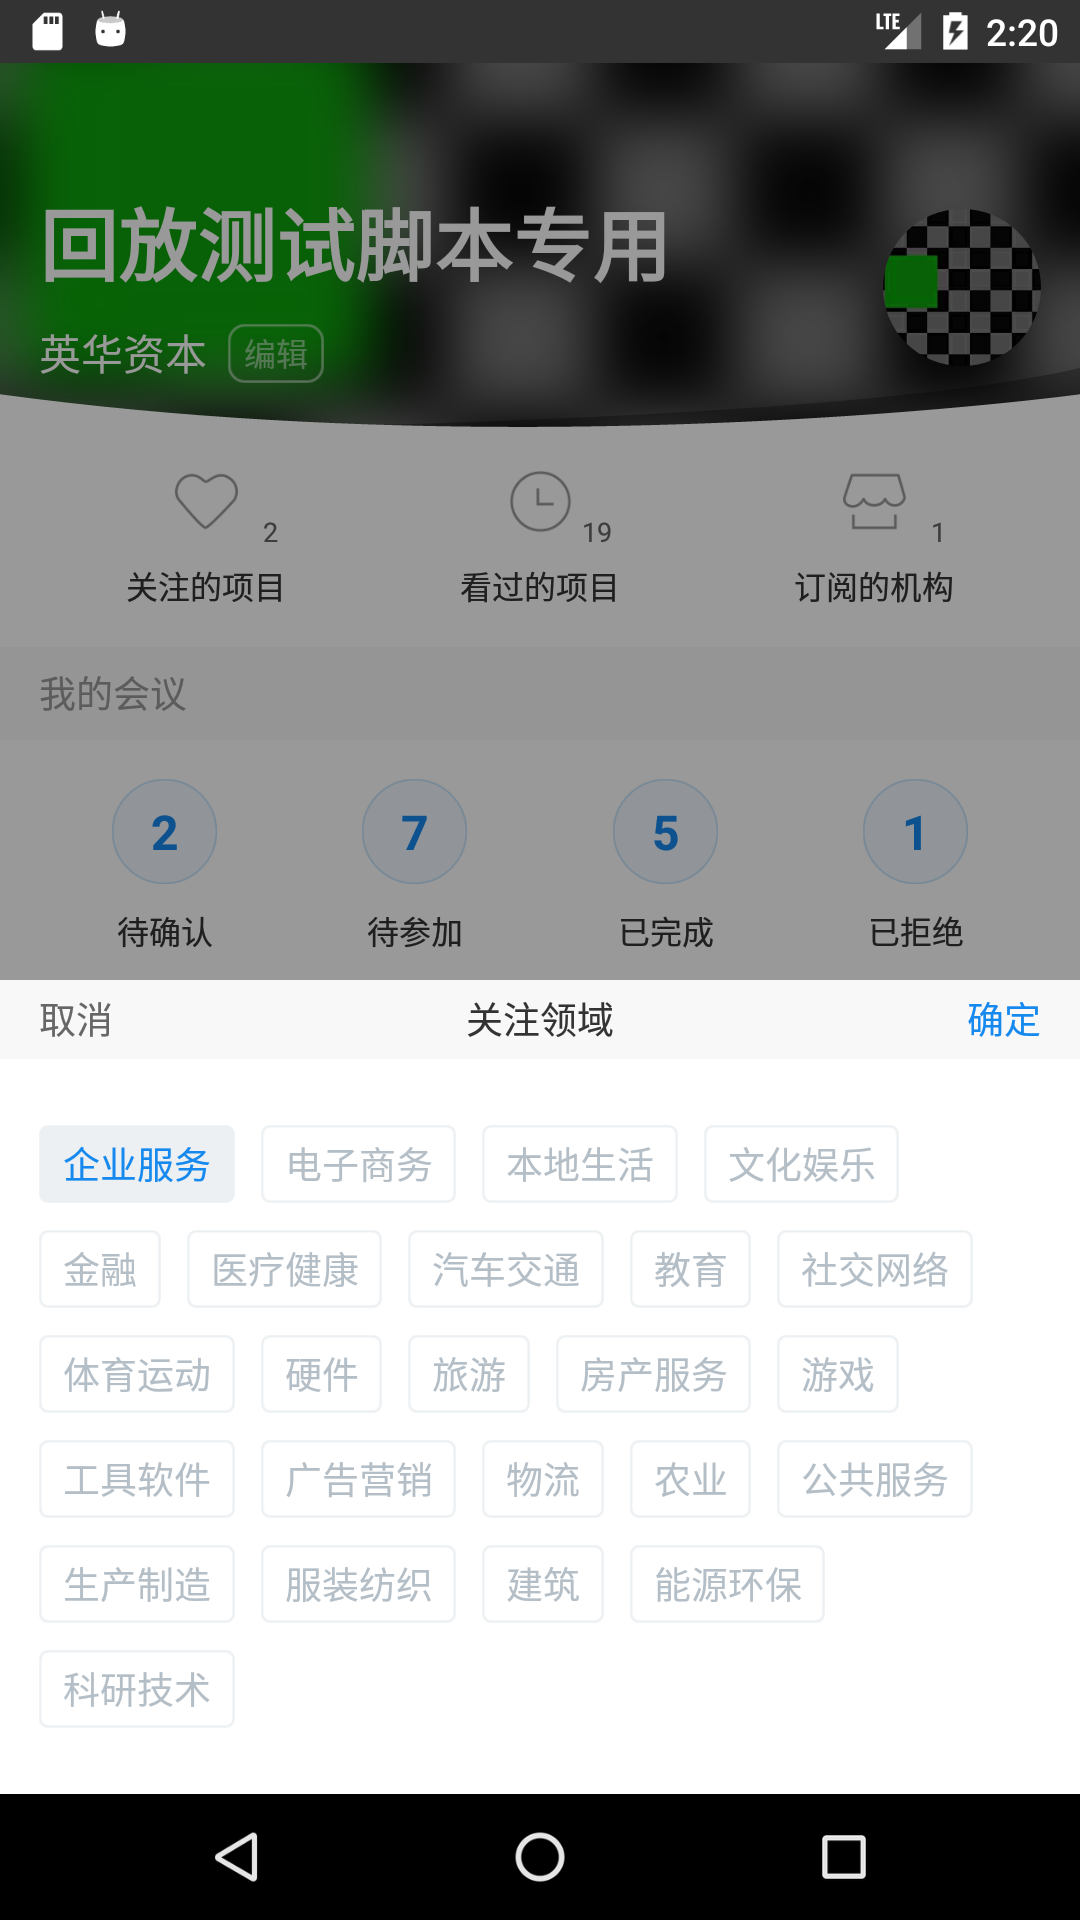 LTE 2:20
回放测试脚本专用
英华资本 编辑
2 19 1
关注的项目 看过的项目 订阅的机构
我的会议
2 7 5 1
待确认 待参加 已完成 已拒绝
取消 关注领域 确定
企业服务 电子商务 本地生活 文化娱乐
金融 医疗健康 汽车交通 教育 社交网络
体育运动 硬件 旅游 房产服务 游戏
工具软件 广告营销 物流 农业 公共服务
生产制造 服装纺织 建筑 能源环保
科研技术